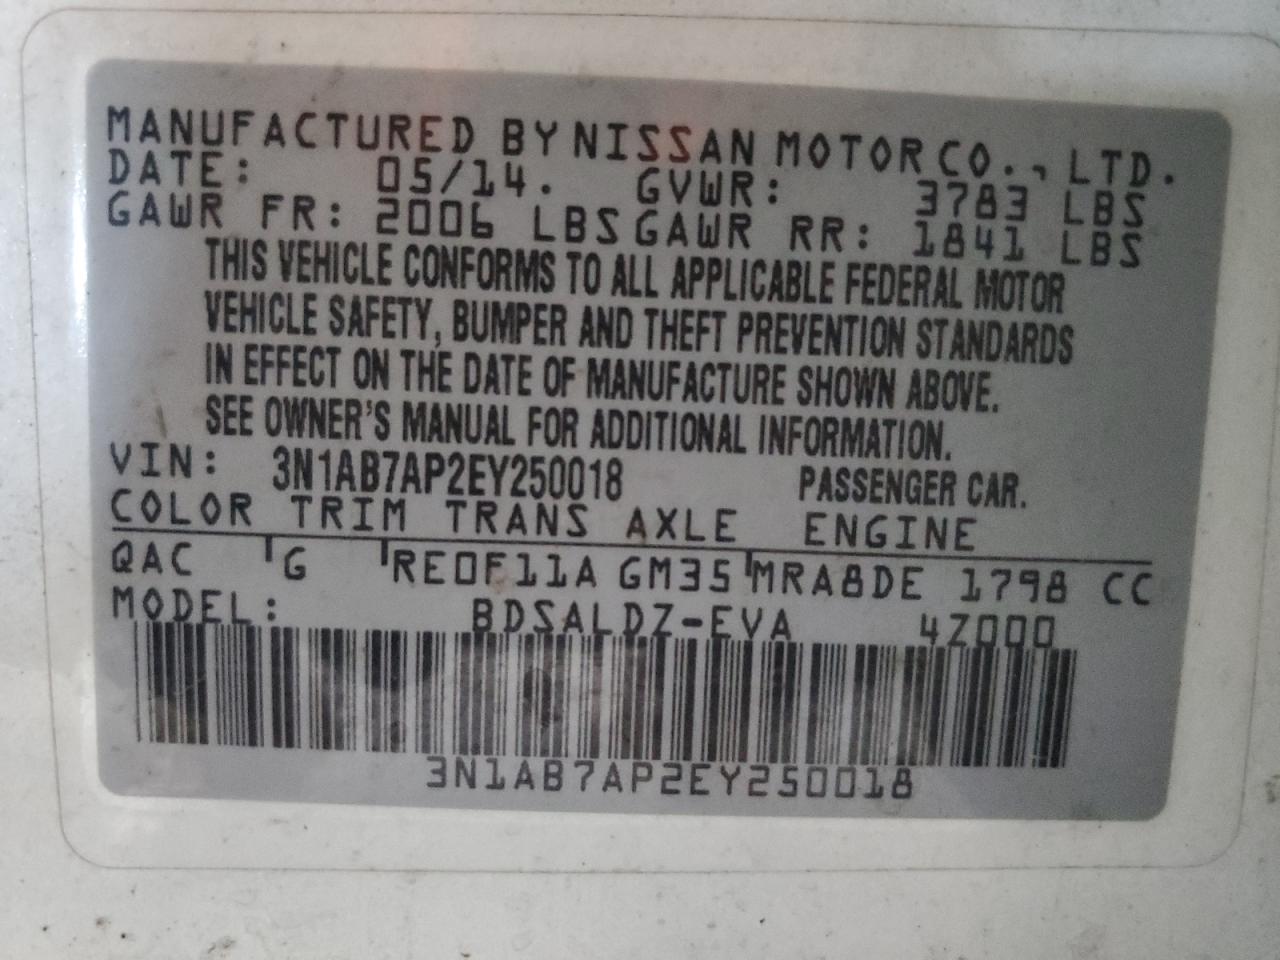 MANUFACTURED BY NISSAN MOTOR CO., LTD.
DATE: 05/14. GVWR: 3783 LBS
GAWR FR: 2006 LBS GAWR RR: 1841 LBS
THIS VEHICLE CONFORMS TO ALL APPLICABLE FEDERAL MOTOR
VEHICLE SAFETY, BUMPER AND THEFT PREVENTION STANDARDS
IN EFFECT ON THE DATE OF MANUFACTURE SHOWN ABOVE.
SEE OWNER'S MANUAL FOR ADDITIONAL INFORMATION.
VIN: 3N1AB7AP2EY250018 PASSENGER CAR.
COLOR TRIM TRANS AXLE ENGINE
QAC G RE0F11A GM35 MRA8DE 1798 CC
MODEL: BDSALDZ-EVA 4Z000
3N1AB7AP2EY250018